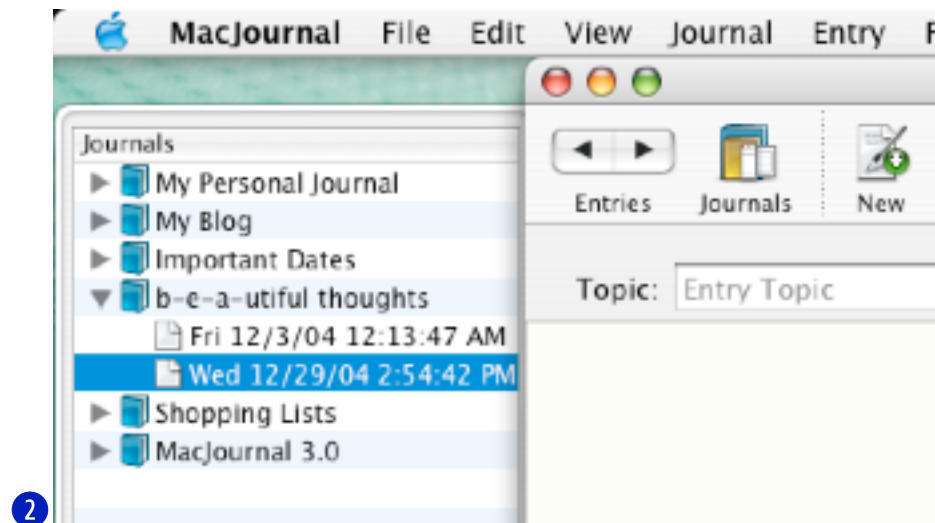 MacJournal File Edit View Journal Entry
Journals
My Personal Journal
My Blog
Important Dates
b-e-a-utiful thoughts
Fri 12/3/04 12:13:47 AM
Wed 12/29/04 2:54:42 PM
Shopping Lists
MacJournal 3.0
Entries Journals New
Topic: Entry Topic
2